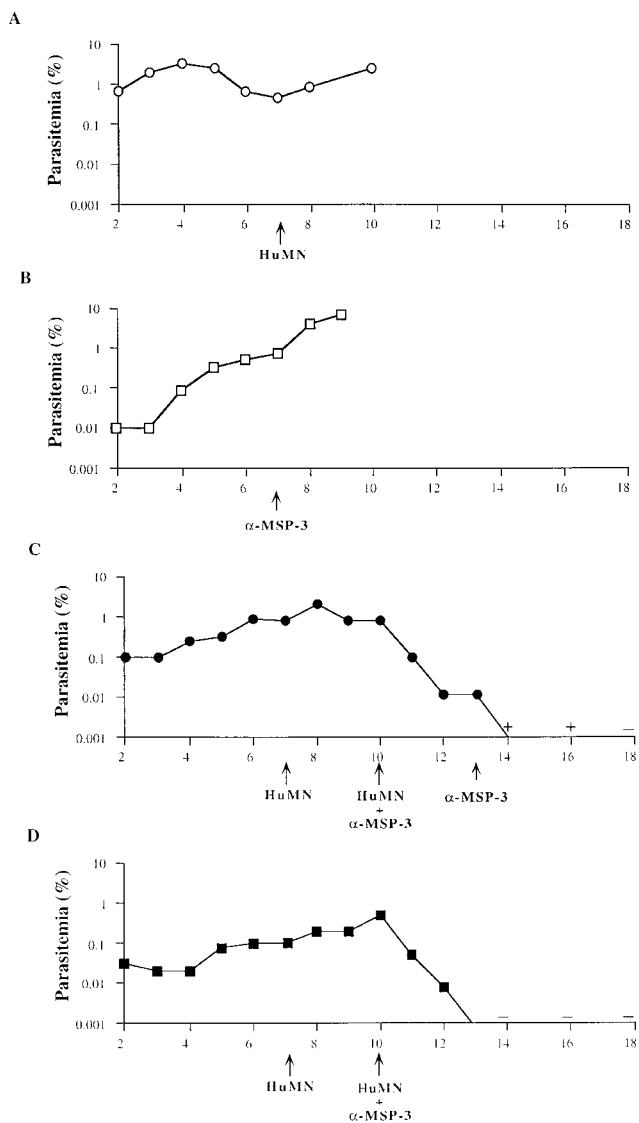 A
Parasitemia (%)
10
1
0.1
0.01
0.001
2 4 6 8 10 12 14 16 18
HuMN
B
Parasitemia (%)
10
1
0.1
0.01
0.001
2 4 6 8 10 12 14 16 18
α-MSP-3
C
Parasitemia (%)
10
1
0.1
0.01
0.001
+ + –
2 4 6 8 10 12 14 16 18
HuMN HuMN α-MSP-3
+
α-MSP-3
D
Parasitemia (%)
10
1
0.1
0.01
0.001
– – –
2 4 6 8 10 12 14 16 18
HuMN HuMN
+
α-MSP-3